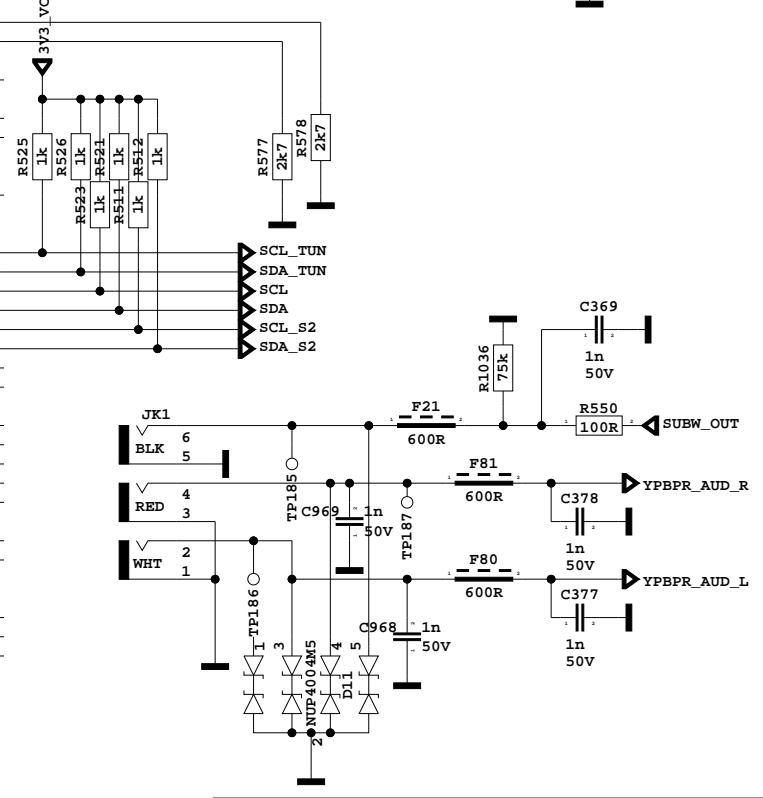 3V3_VC
R525
1k
R526
1k
R521
1k
R512
1k
R523
1k
R511
1k
R577
2k7
R578
2k7
SCL_TUN
SDA_TUN
SCL
SDA
SCL_S2
SDA_S2
C369
1n
50V
R1036
75k
JK1
6
BLK
5
F21
600R
R550
100R
SUBW_OUT
4
RED
3
TP185
C969
1n
50V
TP187
F81
600R
YPBPR_AUD_R
C378
1n
50V
2
WHT
1
TP186
F80
600R
YPBPR_AUD_L
C377
1n
50V
C968
1n
50V
1
3
4
5
NUP4004M5
D11
2